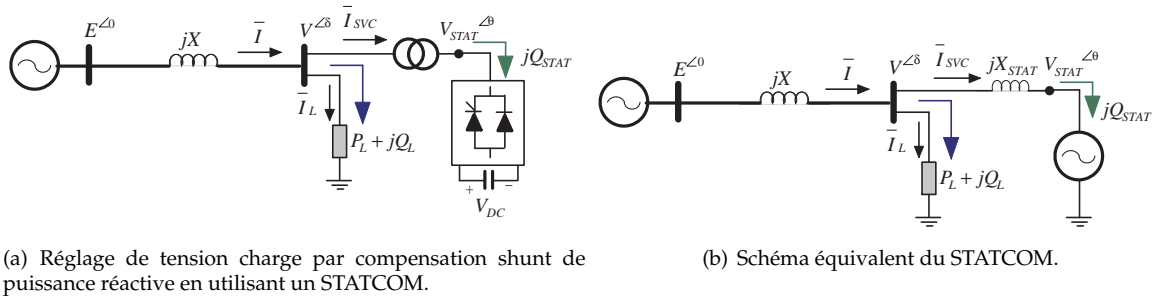 E∠0
jX
I
V∠δ
I SVC
V STAT∠θ
jQ STAT
I L
P L + jQ L
+
−
V DC
(a) Réglage de tension charge par compensation shunt de
puissance réactive en utilisant un STATCOM.
E∠0
jX
I
V∠δ
I SVC
jX STAT
V STAT∠θ
jQ STAT
I L
P L + jQ L
(b) Schéma équivalent du STATCOM.